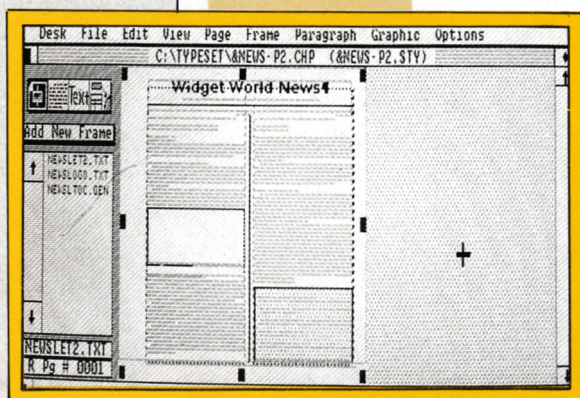 Desk File Edit View Page Frame Paragraph Graphic Options
C:\TYPESET\&NEWS-P2.CHP (&NEWS-P2.STY)
Text
Add New Frame
NEWSLET2.TXT
NEWSLOGO.TXT
NEWSLTOC.GEN
Widget World News¶
NEWSLET2.TXT
R Pg # 0001